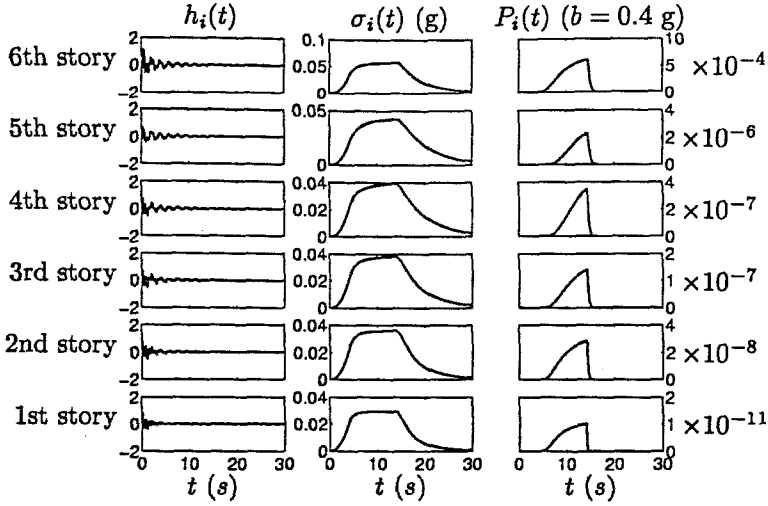 h_i(t) σ_i(t) (g) P_i(t) (b = 0.4 g)
6th story 2 0 −2 0.1 0.05 0 10 5 0 ×10⁻⁴
5th story 2 0 −2 0.05 0 4 2 0 ×10⁻⁶
4th story 2 0 −2 0.04 0.02 0 4 2 0 ×10⁻⁷
3rd story 2 0 −2 0.04 0.02 0 2 1 0 ×10⁻⁷
2nd story 2 0 −2 0.04 0.02 0 4 2 0 ×10⁻⁸
1st story 2 0 −2 0.04 0.02 0 2 1 0 ×10⁻¹¹
0 10 20 30 0 10 20 30 0 10 20 30
t (s) t (s) t (s)